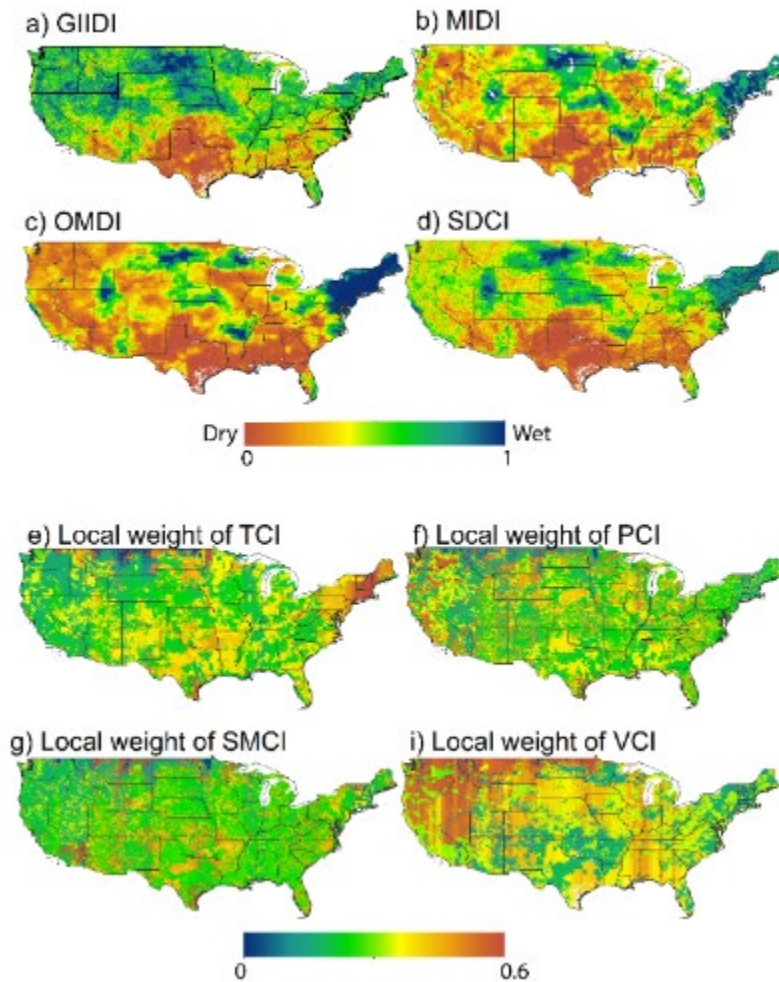 a) GIIDI
b) MIDI
c) OMDI
d) SDCI
Dry
Wet
0
1
e) Local weight of TCI
f) Local weight of PCI
g) Local weight of SMCI
i) Local weight of VCI
0
0.6